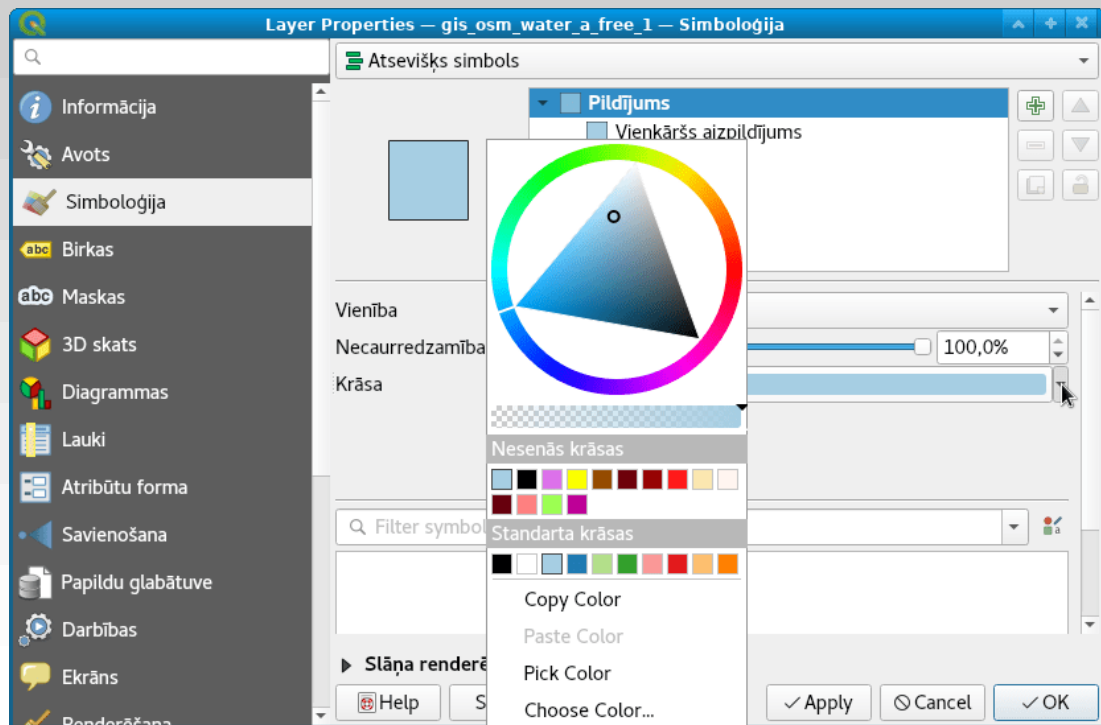 Layer Properties — gis_osm_water_a_free_1 — Simboloģija
Atsevišķs simbols
Informācija
Avots
Simboloģija
Birkas
Maskas
3D skats
Diagrammas
Lauki
Atribūtu forma
Savienošana
Papildu glabātuve
Darbības
Ekrāns
Renderēšana
Pildījums
Vienkāršs aizpildījums
Vienība
Necaurredzamība
100,0%
Krāsa
Nesenās krāsas
Standarta krāsas
Filter symbol
Copy Color
Paste Color
Pick Color
Choose Color...
Slāņa renderē
Help
S
Apply
Cancel
OK